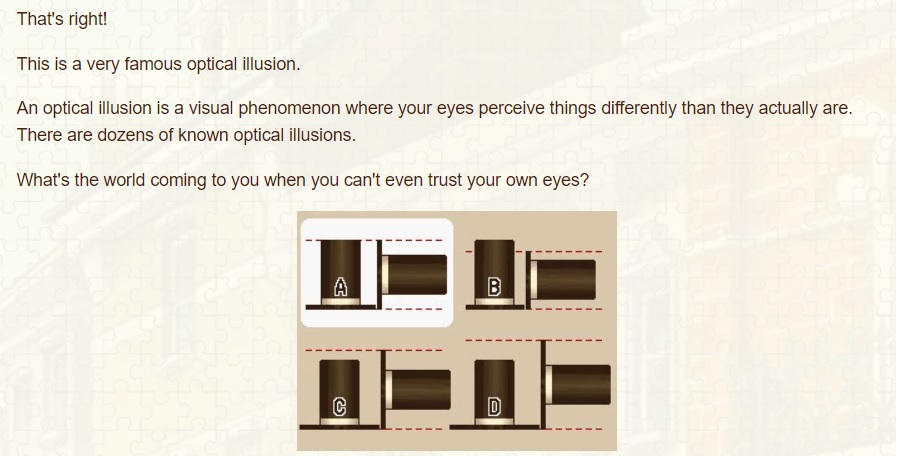 That's right!
This is a very famous optical illusion.
An optical illusion is a visual phenomenon where your eyes perceive things differently than they actually are.
There are dozens of known optical illusions.
What's the world coming to you when you can't even trust your own eyes?
A
B
C
D